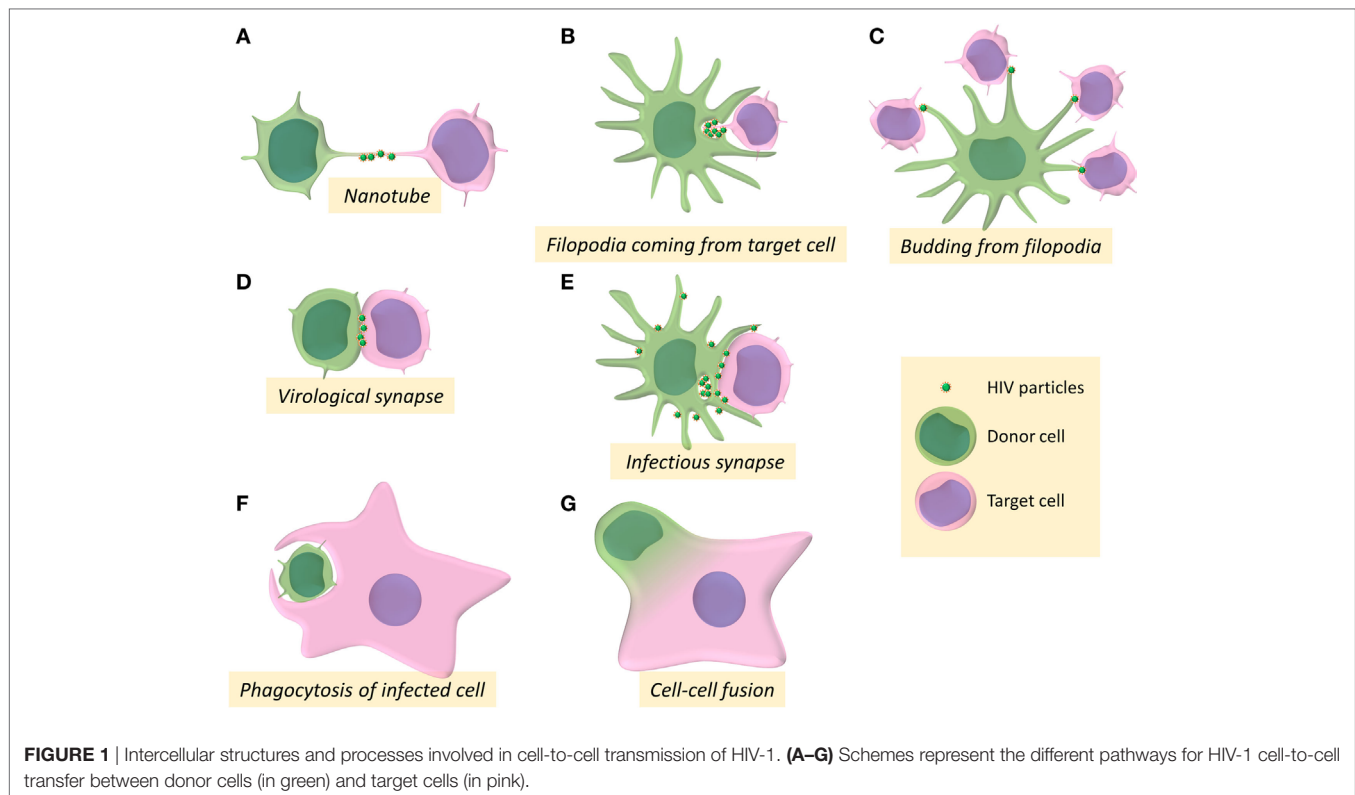 A
B
C
Nanotube
Filopodia coming from target cell
Budding from filopodia
D
E
Virological synapse
Infectious synapse
HIV particles
Donor cell
Target cell
F
G
Phagocytosis of infected cell
Cell-cell fusion
FIGURE 1 | Intercellular structures and processes involved in cell-to-cell transmission of HIV-1. (A–G) Schemes represent the different pathways for HIV-1 cell-to-cell
transfer between donor cells (in green) and target cells (in pink).